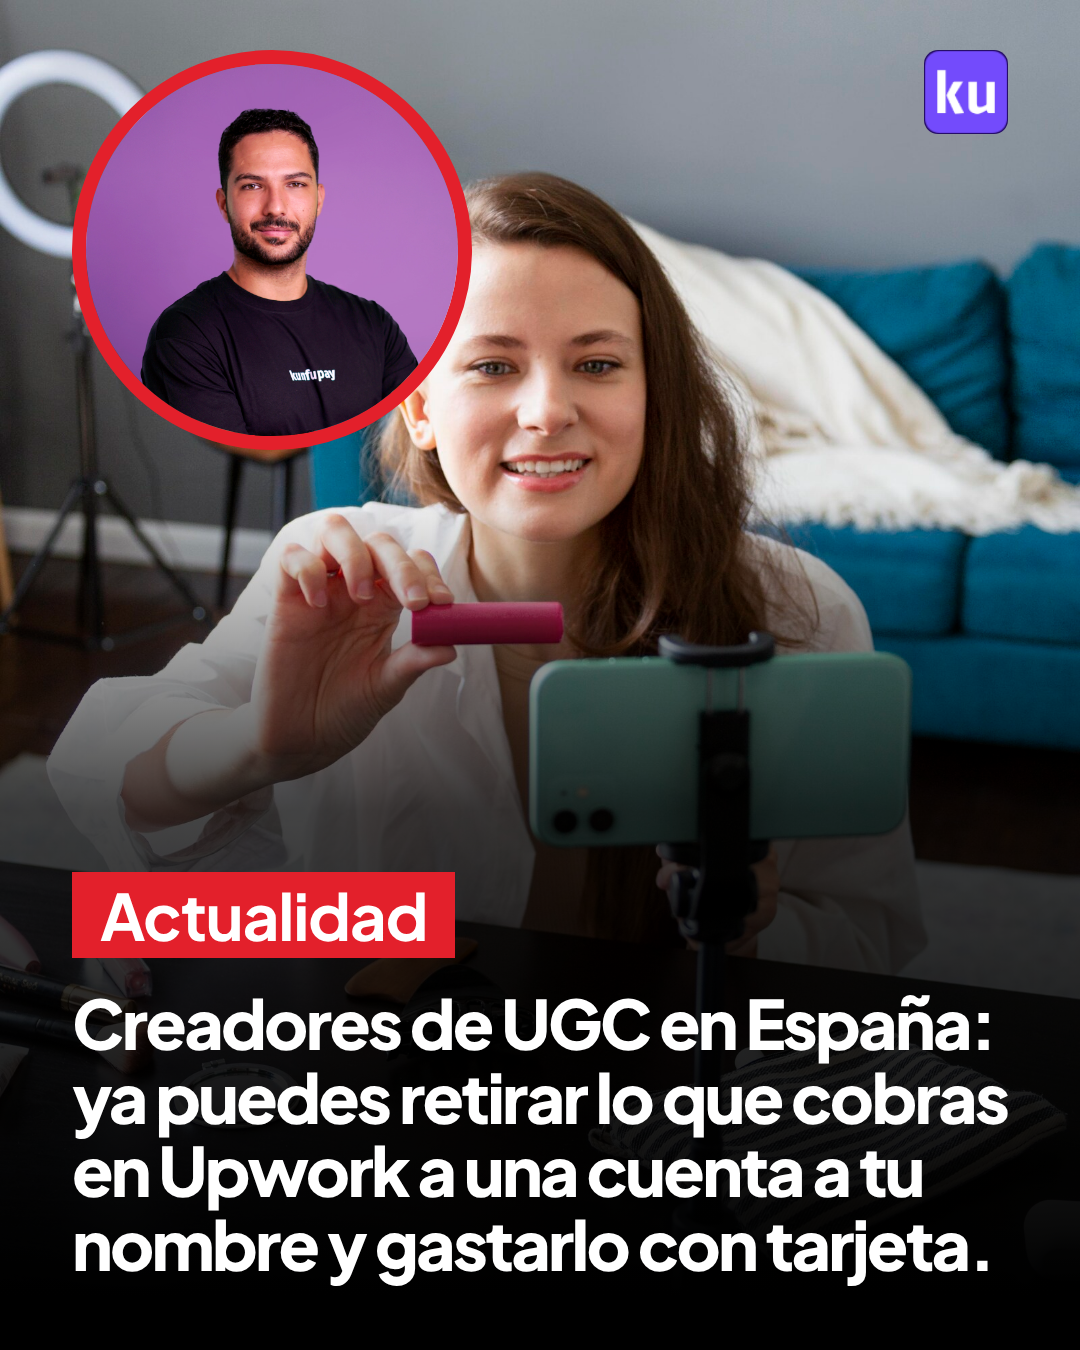 ku
kunfupay
Actualidad
Creadores de UGC en España:
ya puedes retirar lo que cobras
en Upwork a una cuenta a tu
nombre y gastarlo con tarjeta.